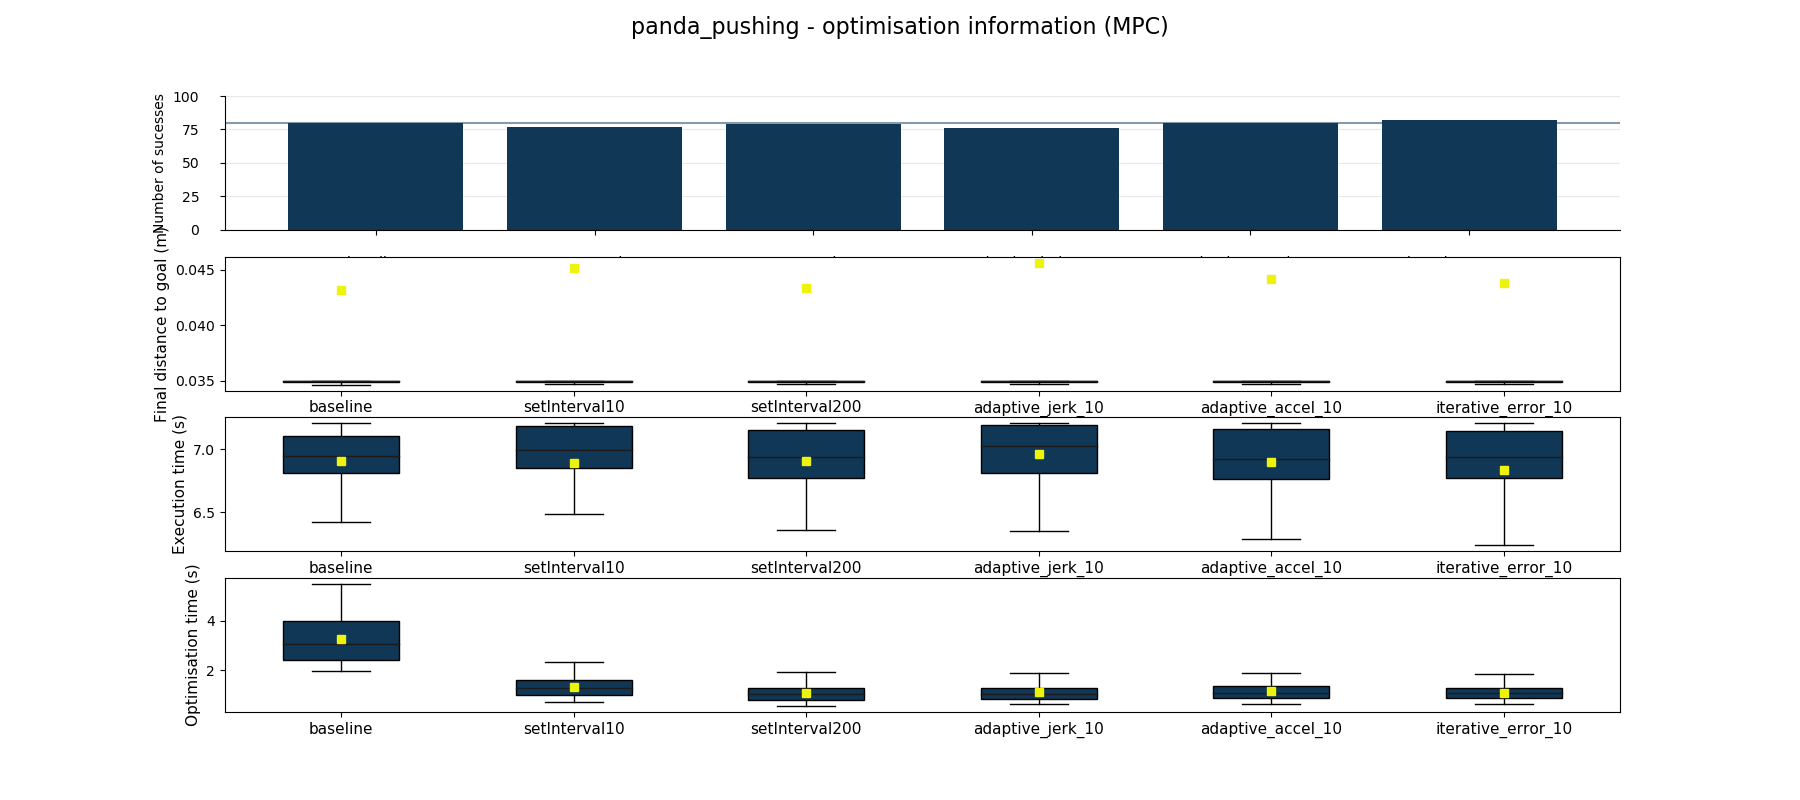 panda_pushing - optimisation information (MPC)
Number of sucesses
100
75
50
25
0
Final distance to goal (m)
0.045
0.040
0.035
baseline setInterval10 setInterval200 adaptive_jerk_10 adaptive_accel_10 iterative_error_10
Execution time (s)
7.0
6.5
baseline setInterval10 setInterval200 adaptive_jerk_10 adaptive_accel_10 iterative_error_10
Optimisation time (s)
4
2
baseline setInterval10 setInterval200 adaptive_jerk_10 adaptive_accel_10 iterative_error_10